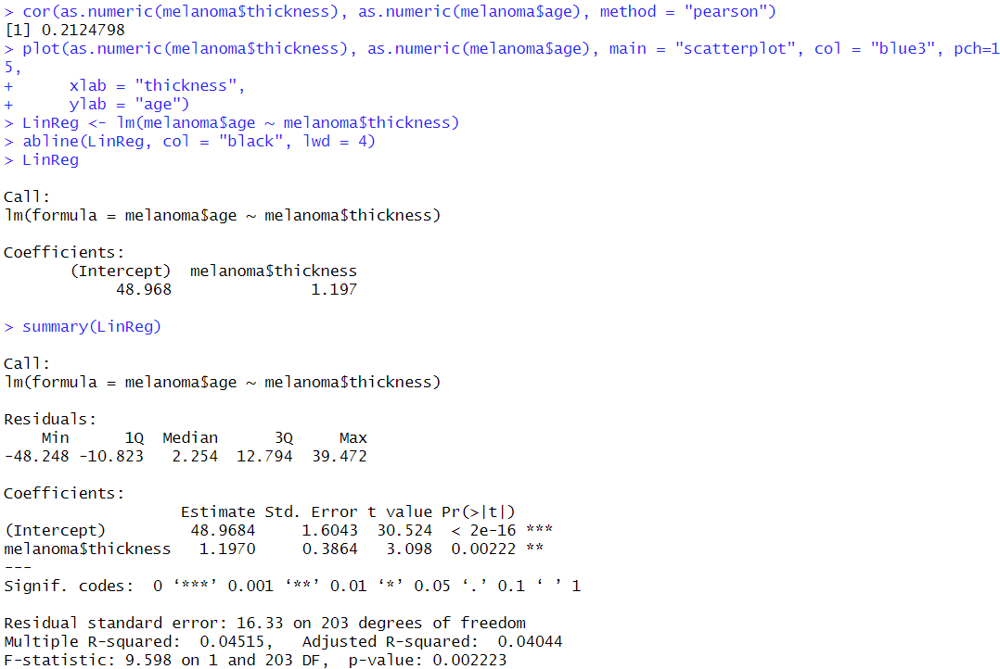 > cor(as.numeric(melanoma$thickness), as.numeric(melanoma$age), method = "pearson")
[1] 0.2124798
> plot(as.numeric(melanoma$thickness), as.numeric(melanoma$age), main = "scatterplot", col = "blue3", pch=1
5,
+      xlab = "thickness",
+      ylab = "age")
> LinReg <- lm(melanoma$age ~ melanoma$thickness)
> abline(LinReg, col = "black", lwd = 4)
> LinReg

Call:
lm(formula = melanoma$age ~ melanoma$thickness)

Coefficients:
       (Intercept)  melanoma$thickness
            48.968               1.197

> summary(LinReg)

Call:
lm(formula = melanoma$age ~ melanoma$thickness)

Residuals:
    Min      1Q  Median      3Q     Max
-48.248 -10.823   2.254  12.794  39.472

Coefficients:
                   Estimate Std. Error t value Pr(>|t|)
(Intercept)         48.9684     1.6043  30.524  < 2e-16 ***
melanoma$thickness   1.1970     0.3864   3.098  0.00222 **
---
Signif. codes:  0 ‘***’ 0.001 ‘**’ 0.01 ‘*’ 0.05 ‘.’ 0.1 ‘ ’ 1

Residual standard error: 16.33 on 203 degrees of freedom
Multiple R-squared:  0.04515,	Adjusted R-squared:  0.04044
F-statistic: 9.598 on 1 and 203 DF,  p-value: 0.002223